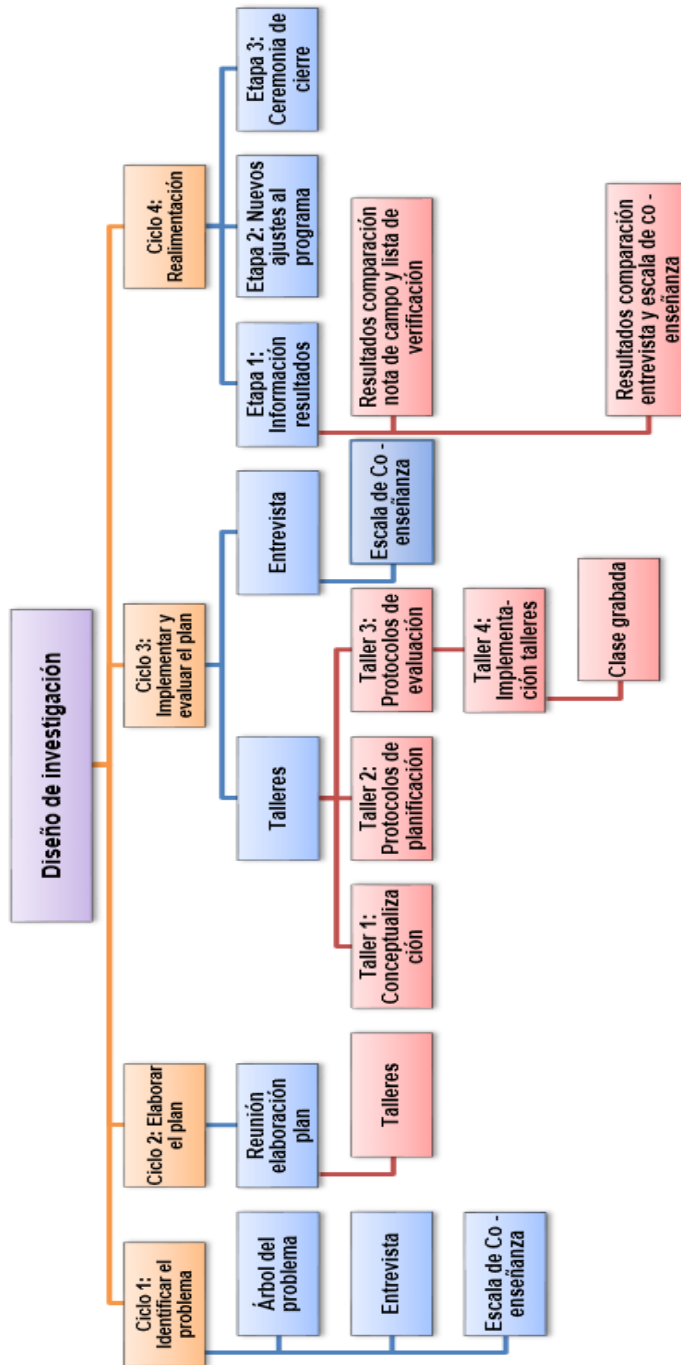 Diseño de investigación
Ciclo 1:
Identificar el
problema
Ciclo 2: Elaborar
el plan
Ciclo 3:
Implementar y
evaluar el plan
Ciclo 4:
Realimentación
Árbol del
problema
Entrevista
Escala de Co -
enseñanza
Reunión
elaboración
plan
Talleres
Talleres
Taller 1:
Conceptualiza
ción
Taller 2:
Protocolos de
planificación
Taller 3:
Protocolos de
evaluación
Taller 4:
Implementa-
ción talleres
Clase grabada
Entrevista
Escala de Co -
enseñanza
Etapa 1:
Información
resultados
Resultados comparación
nota de campo y lista de
verificación
Resultados comparación
entrevista y escala de co -
enseñanza
Etapa 2: Nuevos
ajustes al
programa
Etapa 3:
Ceremonia de
cierre